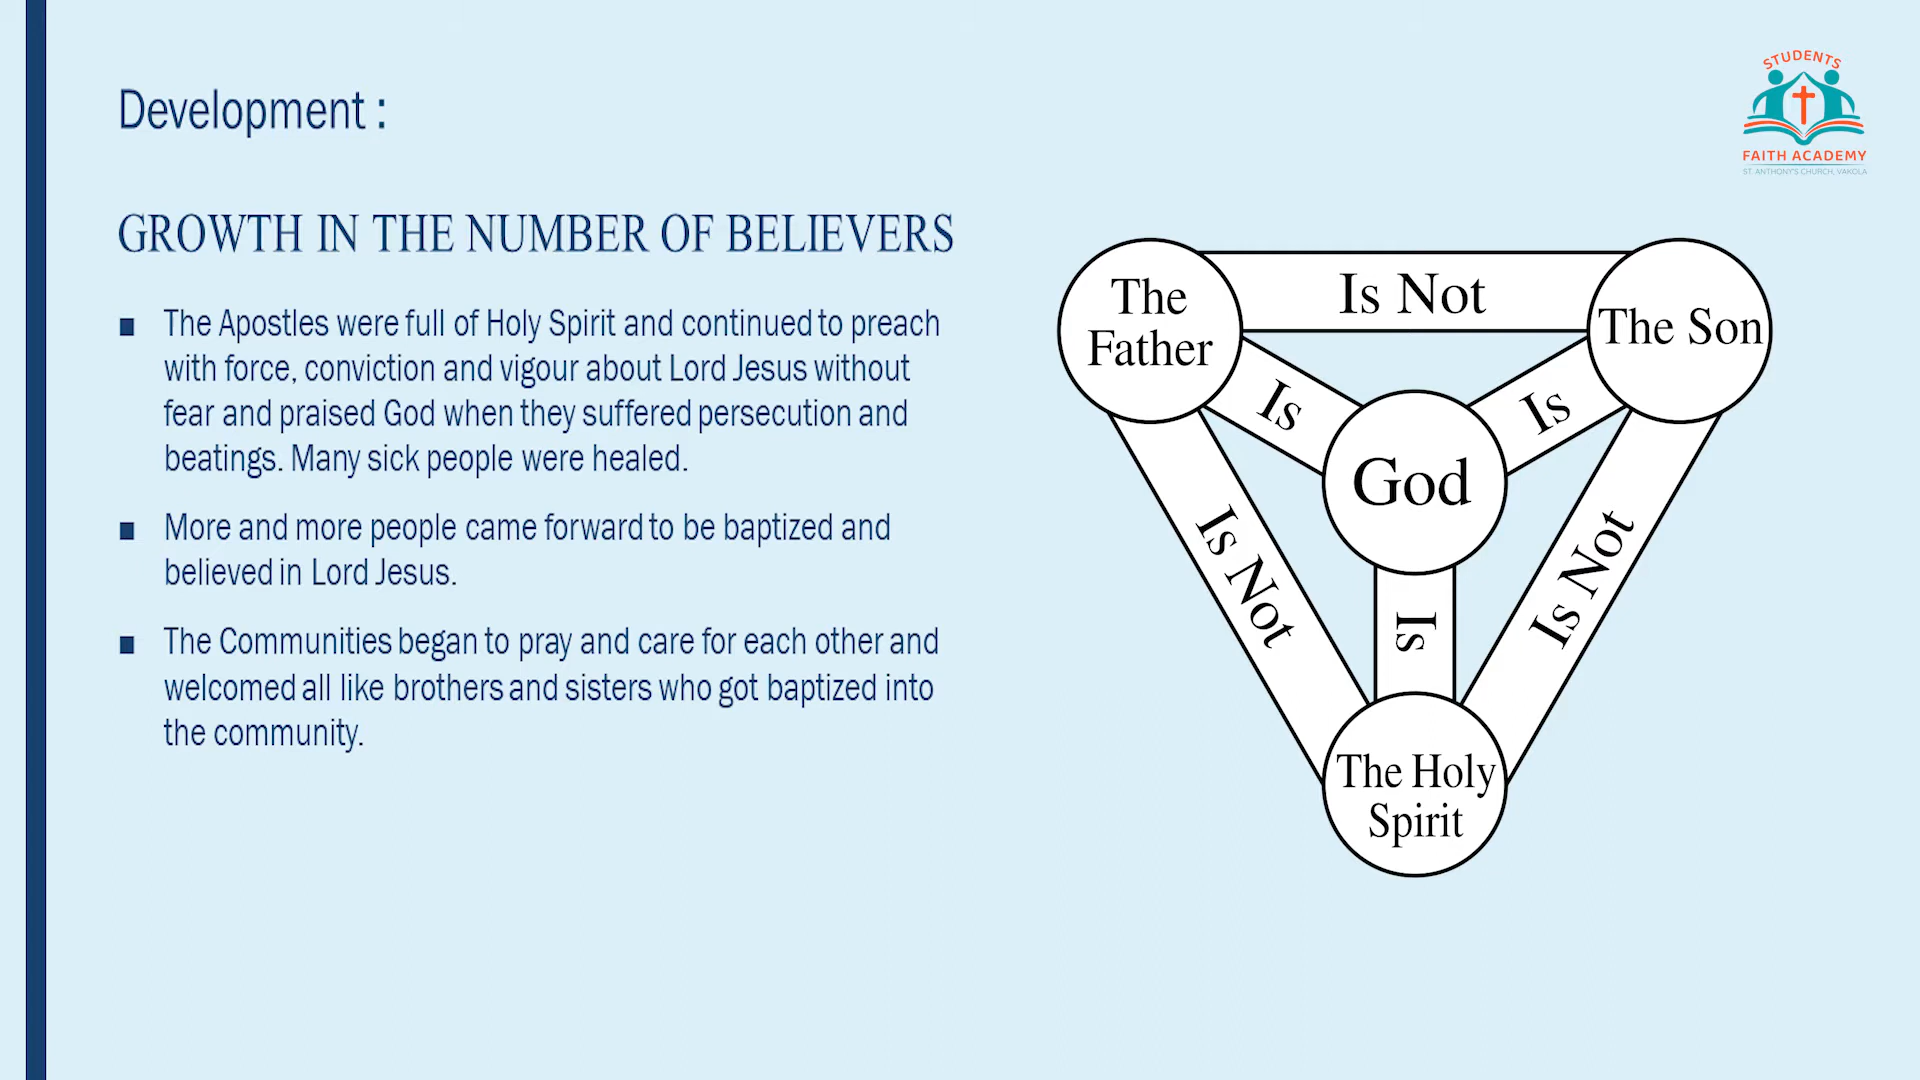 Development :
GROWTH IN THE NUMBER OF BELIEVERS
■ The Apostles were full of Holy Spirit and continued to preach
with force, conviction and vigour about Lord Jesus without
fear and praised God when they suffered persecution and
beatings. Many sick people were healed.
■ More and more people came forward to be baptized and
believed in Lord Jesus.
■ The Communities began to pray and care for each other and
welcomed all like brothers and sisters who got baptized into
the community.
STUDENTS
FAITH ACADEMY
ST. ANTHONY'S CHURCH, VAKOLA
The
Father
Is Not
The Son
Is
Is
God
Is Not
Is
Is Not
The Holy
Spirit